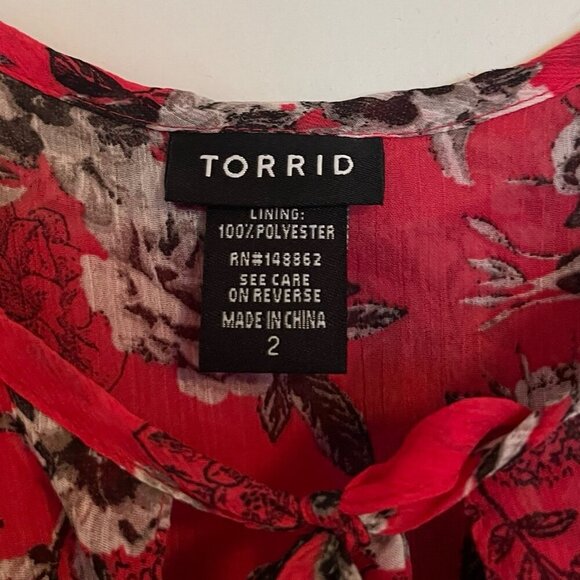 TORRID
LINING:
100% POLYESTER
RN#148862
SEE CARE
ON REVERSE
MADE IN CHINA
2